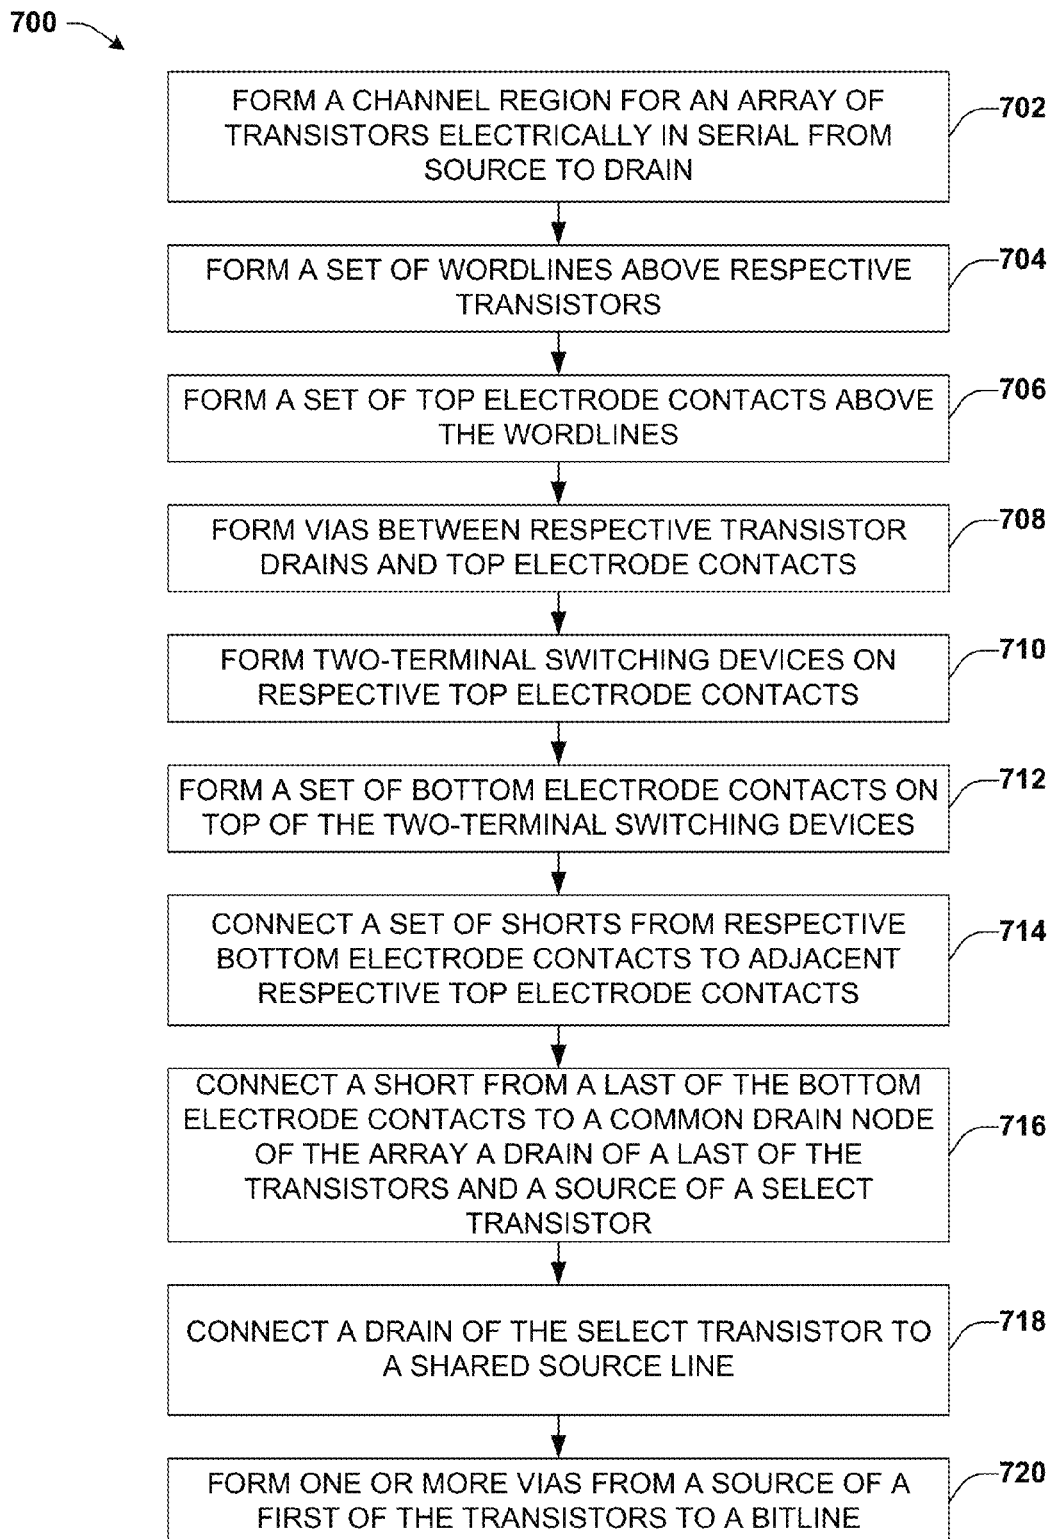 700
FORM A CHANNEL REGION FOR AN ARRAY OF
TRANSISTORS ELECTRICALLY IN SERIAL FROM
SOURCE TO DRAIN
702
FORM A SET OF WORDLINES ABOVE RESPECTIVE
TRANSISTORS
704
FORM A SET OF TOP ELECTRODE CONTACTS ABOVE
THE WORDLINES
706
FORM VIAS BETWEEN RESPECTIVE TRANSISTOR
DRAINS AND TOP ELECTRODE CONTACTS
708
FORM TWO-TERMINAL SWITCHING DEVICES ON
RESPECTIVE TOP ELECTRODE CONTACTS
710
FORM A SET OF BOTTOM ELECTRODE CONTACTS ON
TOP OF THE TWO-TERMINAL SWITCHING DEVICES
712
CONNECT A SET OF SHORTS FROM RESPECTIVE
BOTTOM ELECTRODE CONTACTS TO ADJACENT
RESPECTIVE TOP ELECTRODE CONTACTS
714
CONNECT A SHORT FROM A LAST OF THE BOTTOM
ELECTRODE CONTACTS TO A COMMON DRAIN NODE
OF THE ARRAY A DRAIN OF A LAST OF THE
TRANSISTORS AND A SOURCE OF A SELECT
TRANSISTOR
716
CONNECT A DRAIN OF THE SELECT TRANSISTOR TO
A SHARED SOURCE LINE
718
FORM ONE OR MORE VIAS FROM A SOURCE OF A
FIRST OF THE TRANSISTORS TO A BITLINE
720